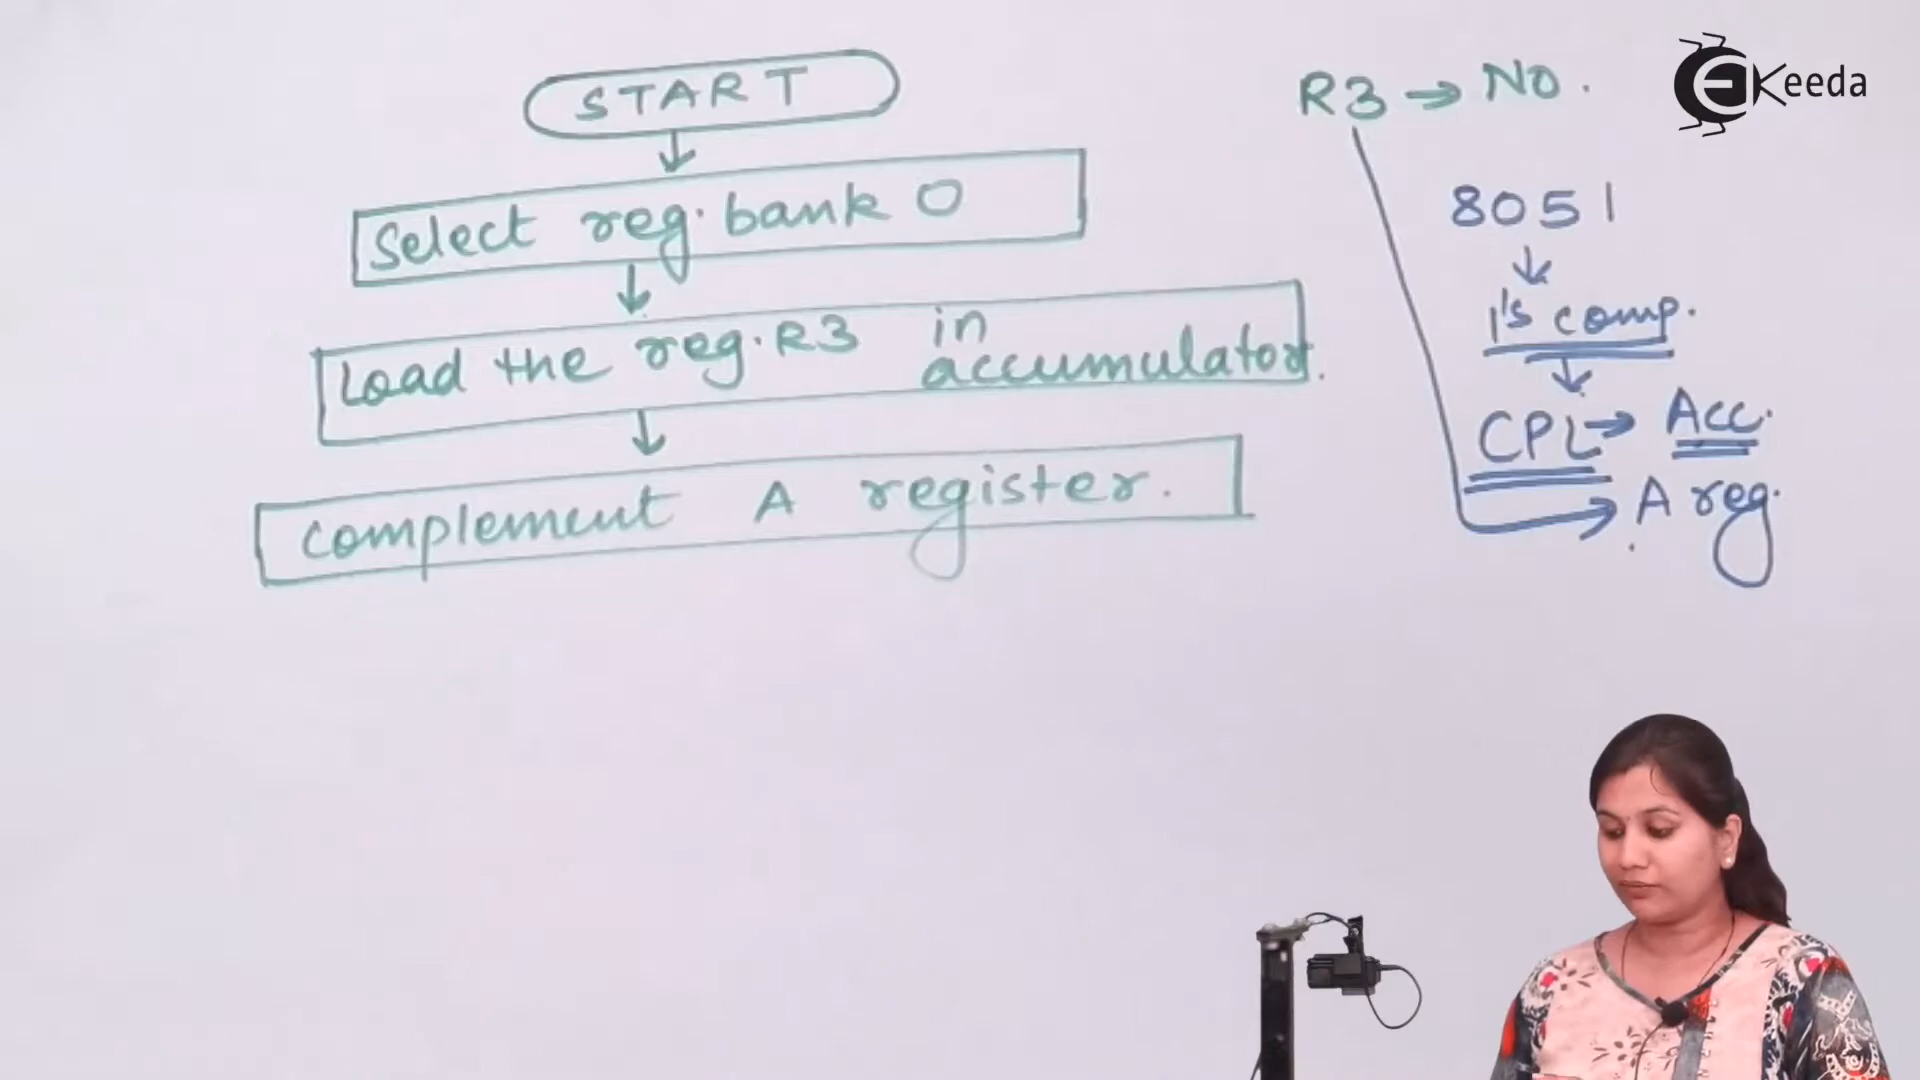 START
Select reg. bank 0
Load the reg. R3 in
accumulator.
complement A register.
R3 → No.
8051
1's comp.
CPL → Acc.
A reg.
EKeeda